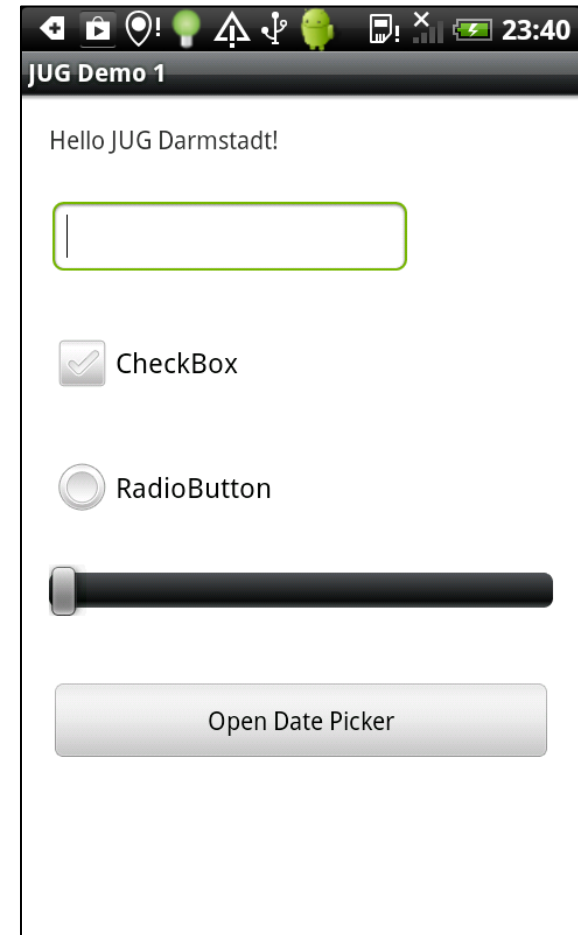 23:40
JUG Demo 1
Hello JUG Darmstadt!
CheckBox
RadioButton
Open Date Picker